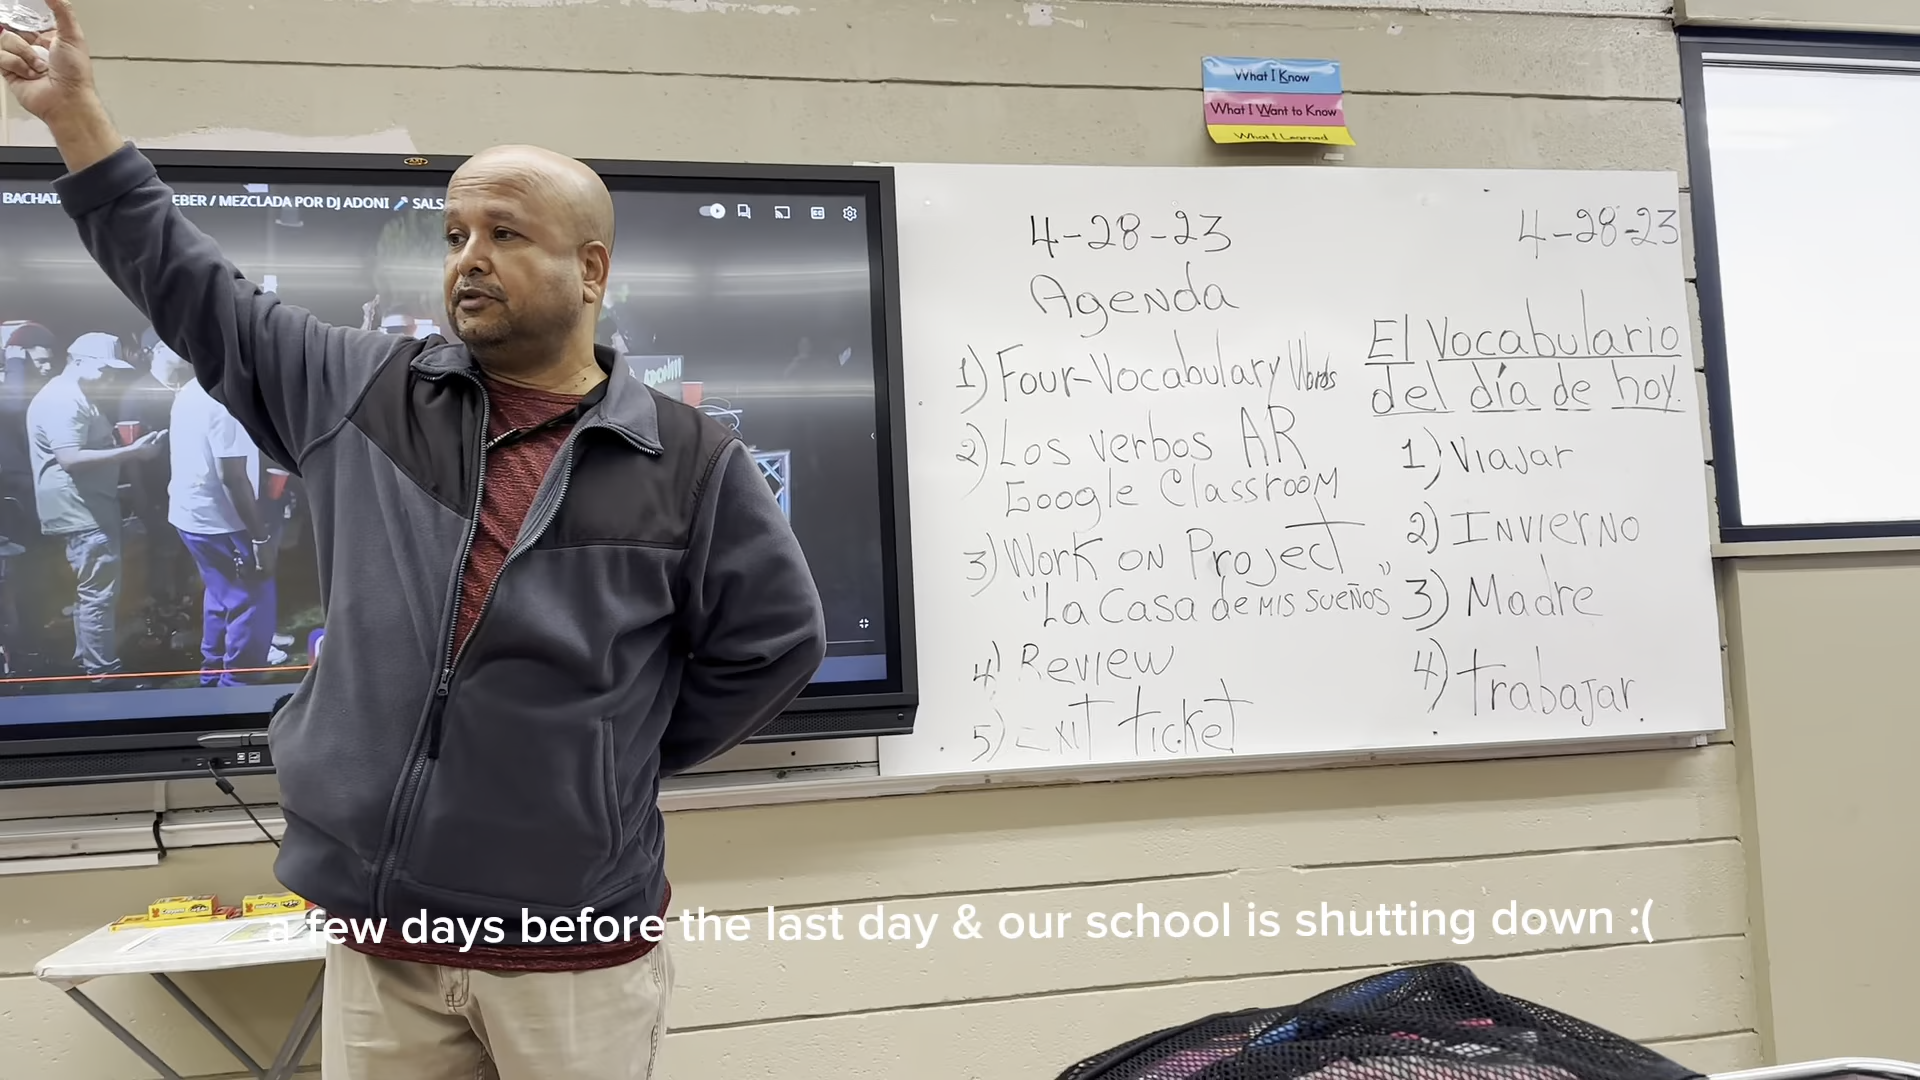 What I Know
What I Want to Know
What I Learned
BACHATA
EBER / MEZCLADA POR DJ ADONI 🎤 SALS
4-28-23
Agenda
1) Four-Vocabulary Words
2) Los verbos AR
Google Classroom
3) Work on Project
"La Casa de mis sueños"
4) Review
5) Exit ticket
4-28-23
El Vocabulario
del día de hoy.
1) Viajar
2) Invierno
3) Madre
4) Trabajar
a few days before the last day & our school is shutting down :(